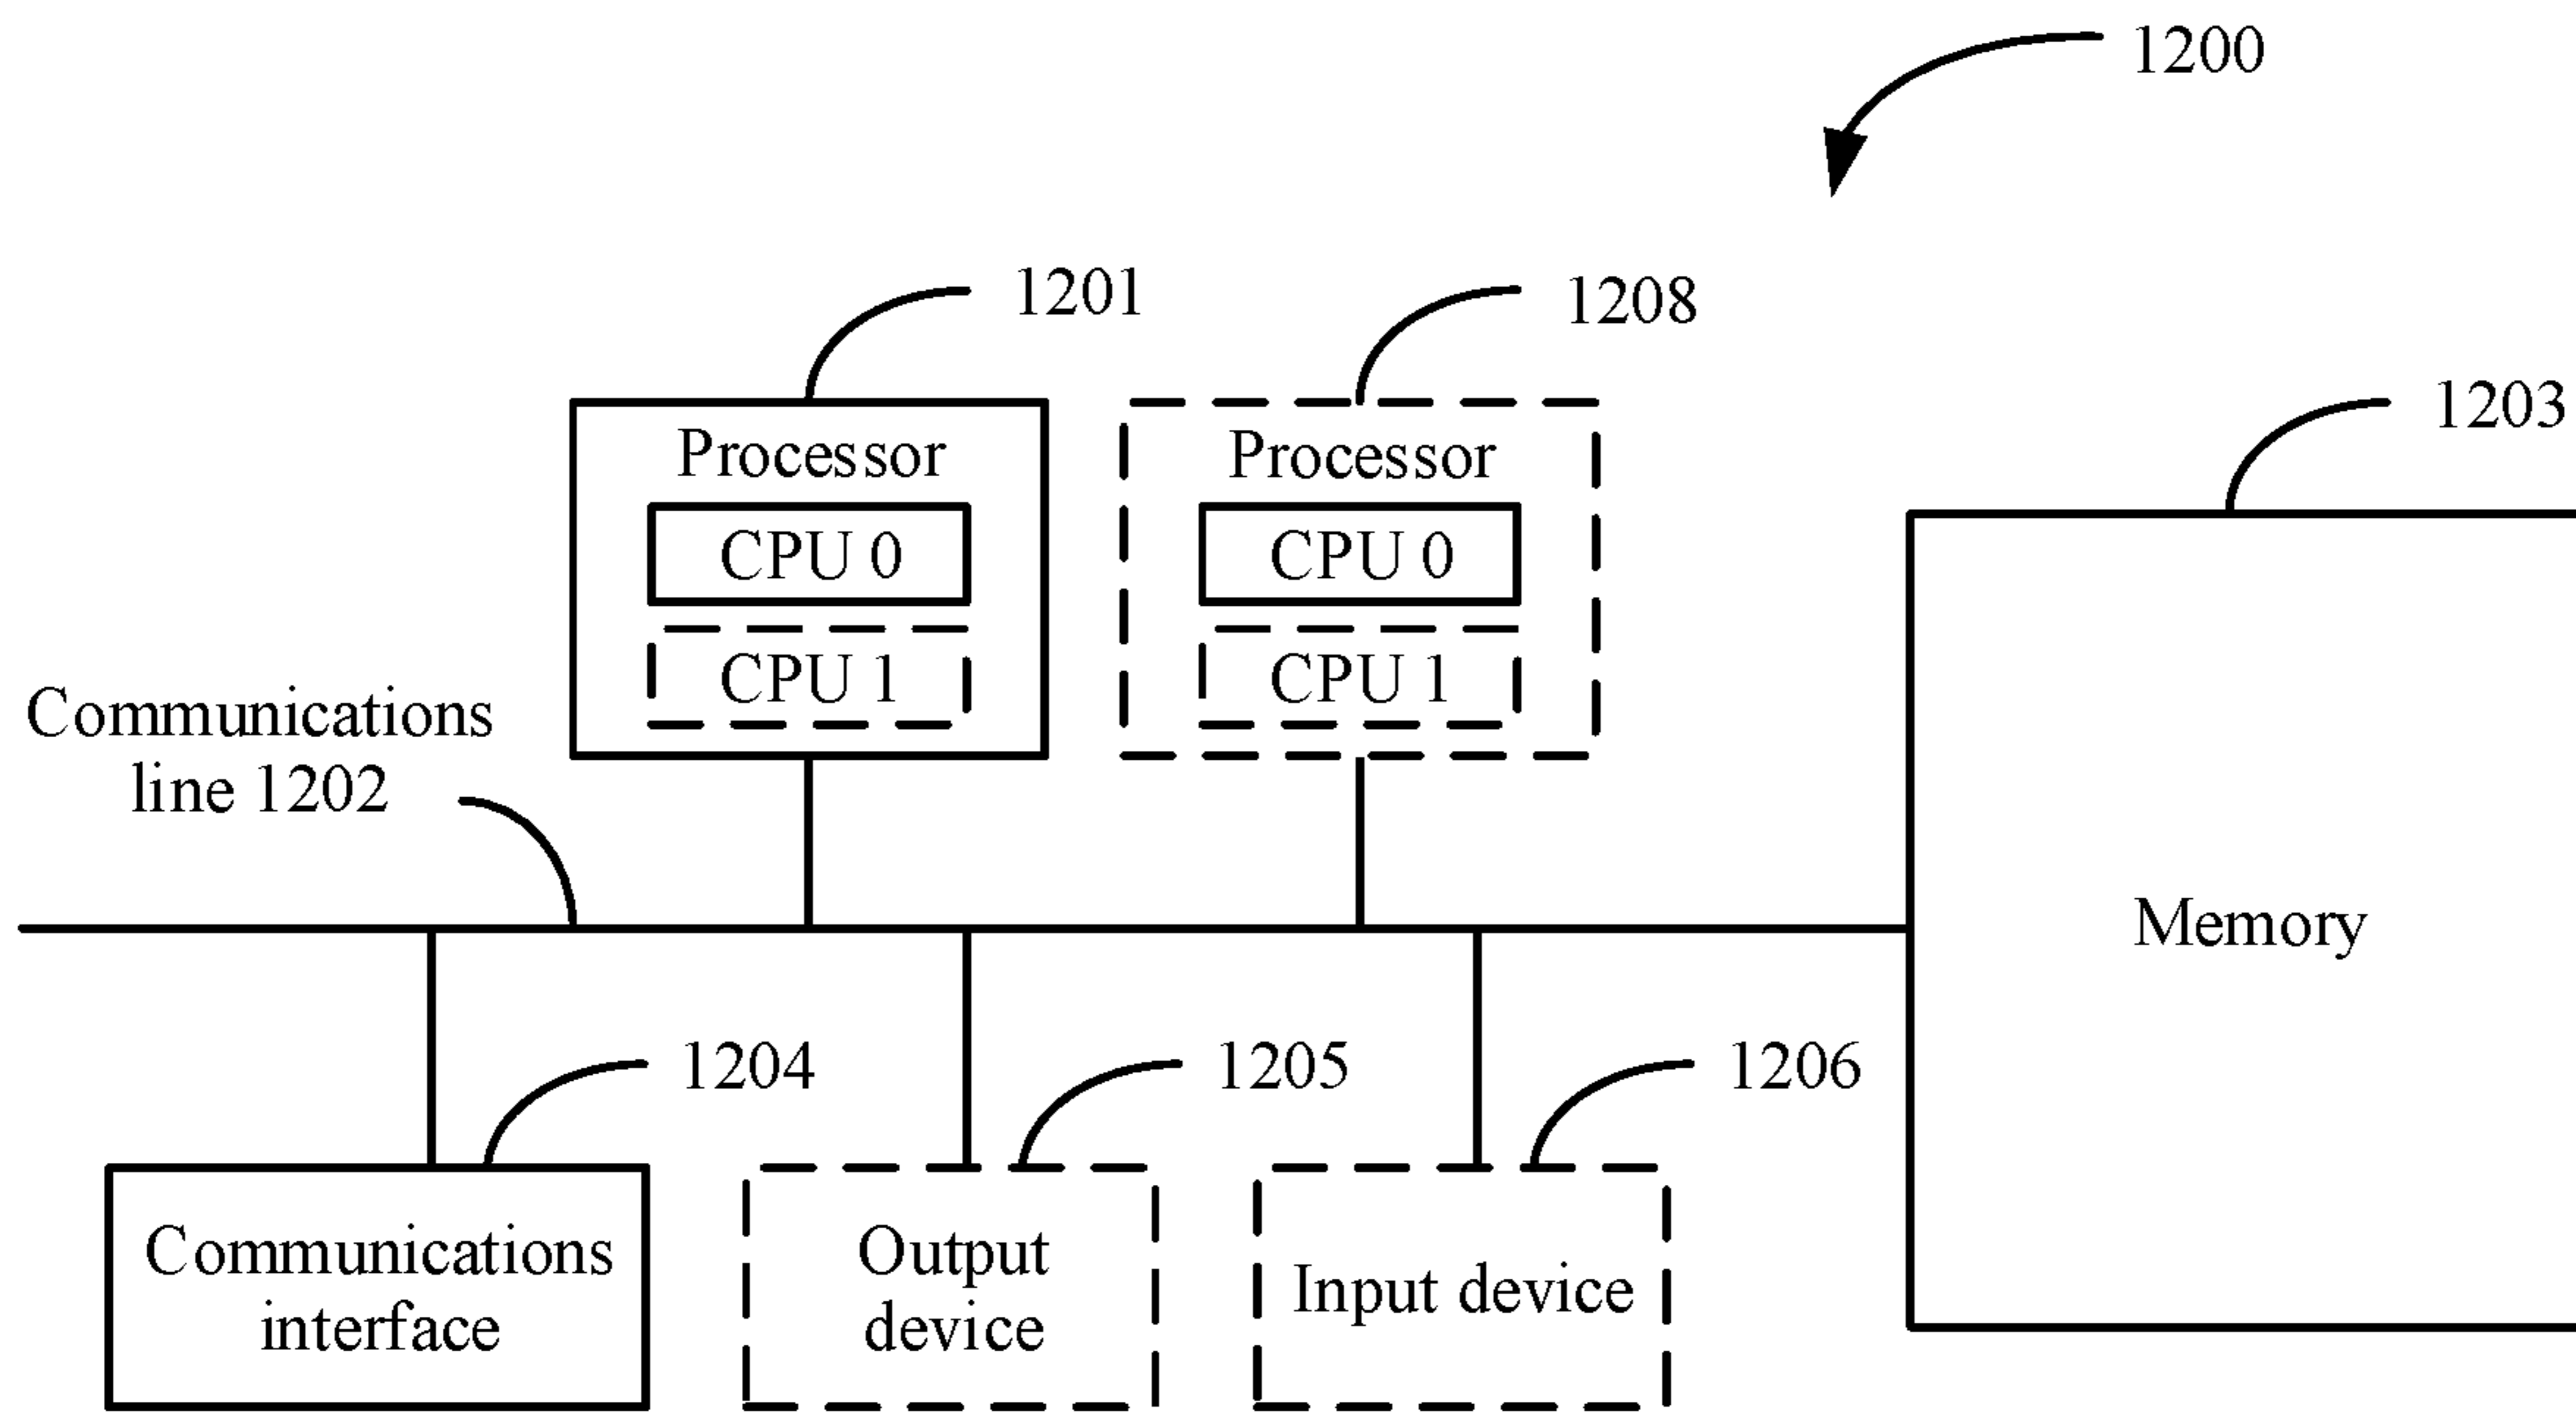 1200
1201
1208
1203
Processor
CPU 0
CPU 1
Processor
CPU 0
CPU 1
Communications
line 1202
Memory
1204
1205
1206
Communications
interface
Output
device
Input device